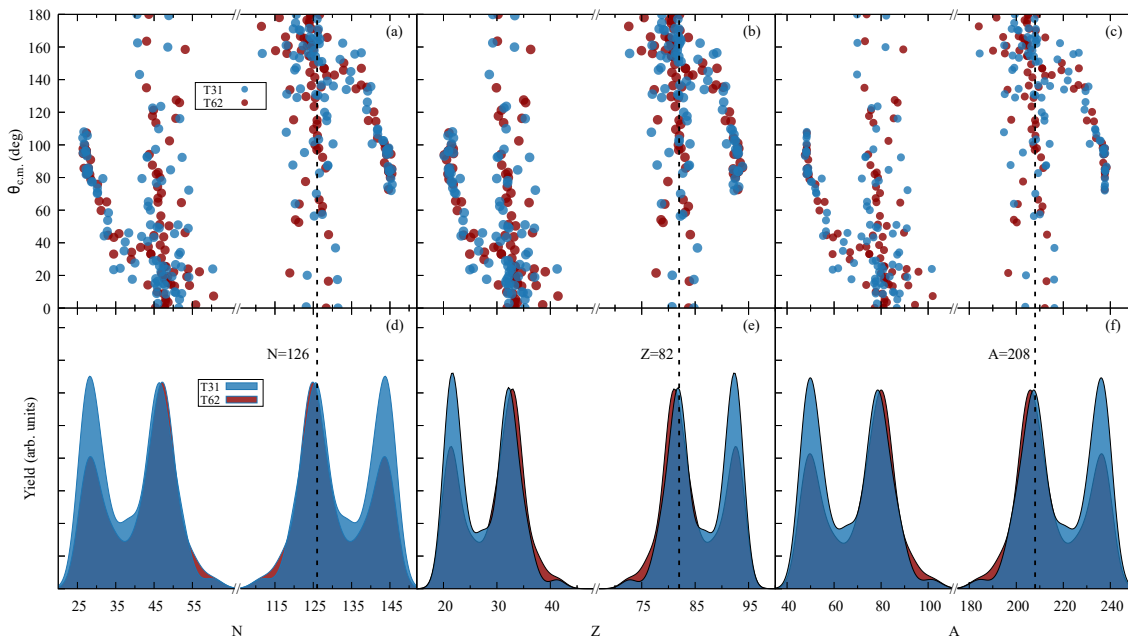 180
160
140
120
100
80
60
40
20
0
θc.m. (deg)
(a)
(b)
(c)
T31
T62
(d)
(e)
(f)
N=126
Z=82
A=208
T31
T62
Yield (arb. units)
25 35 45 55 115 125 135 145
20 30 40 75 85 95
40 60 80 100 180 200 220 240
N
Z
A